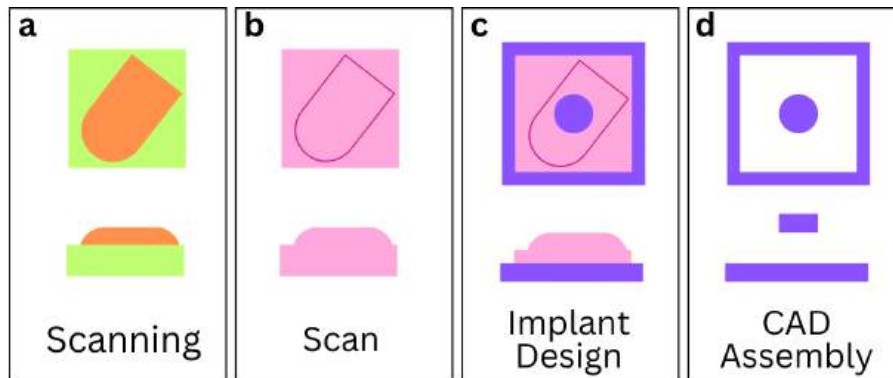 a
b
c
d
Scanning
Scan
Implant
Design
CAD
Assembly